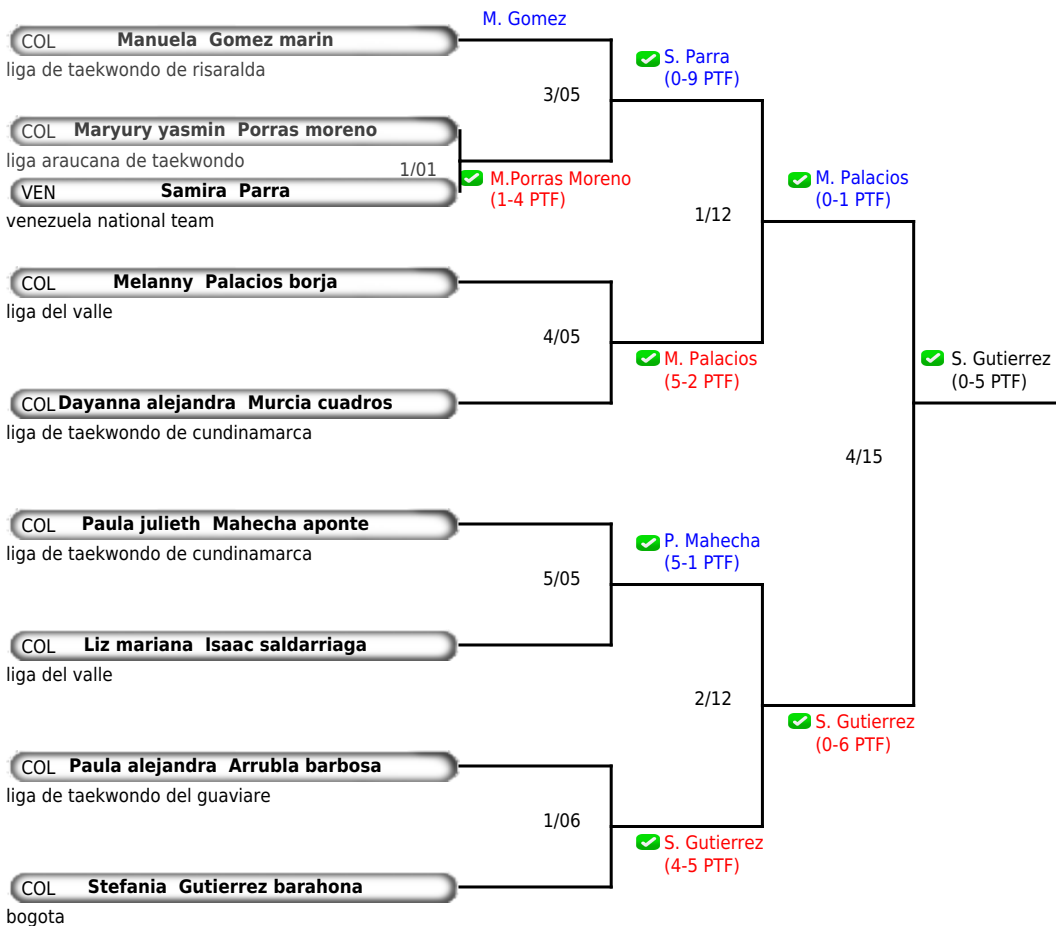 M. Gomez
COL Manuela Gomez marin
liga de taekwondo de risaralda
S. Parra
(0-9 PTF)
3/05
COL Maryury yasmin Porras moreno
liga araucana de taekwondo
1/01
M.Porras Moreno
(1-4 PTF)
VEN Samira Parra
venezuela national team
M. Palacios
(0-1 PTF)
1/12
COL Melanny Palacios borja
liga del valle
4/05
M. Palacios
(5-2 PTF)
COL Dayanna alejandra Murcia cuadros
liga de taekwondo de cundinamarca
S. Gutierrez
(0-5 PTF)
4/15
COL Paula julieth Mahecha aponte
liga de taekwondo de cundinamarca
P. Mahecha
(5-1 PTF)
5/05
COL Liz mariana Isaac saldarriaga
liga del valle
2/12
S. Gutierrez
(0-6 PTF)
COL Paula alejandra Arrubla barbosa
liga de taekwondo del guaviare
1/06
S. Gutierrez
(4-5 PTF)
COL Stefania Gutierrez barahona
bogota